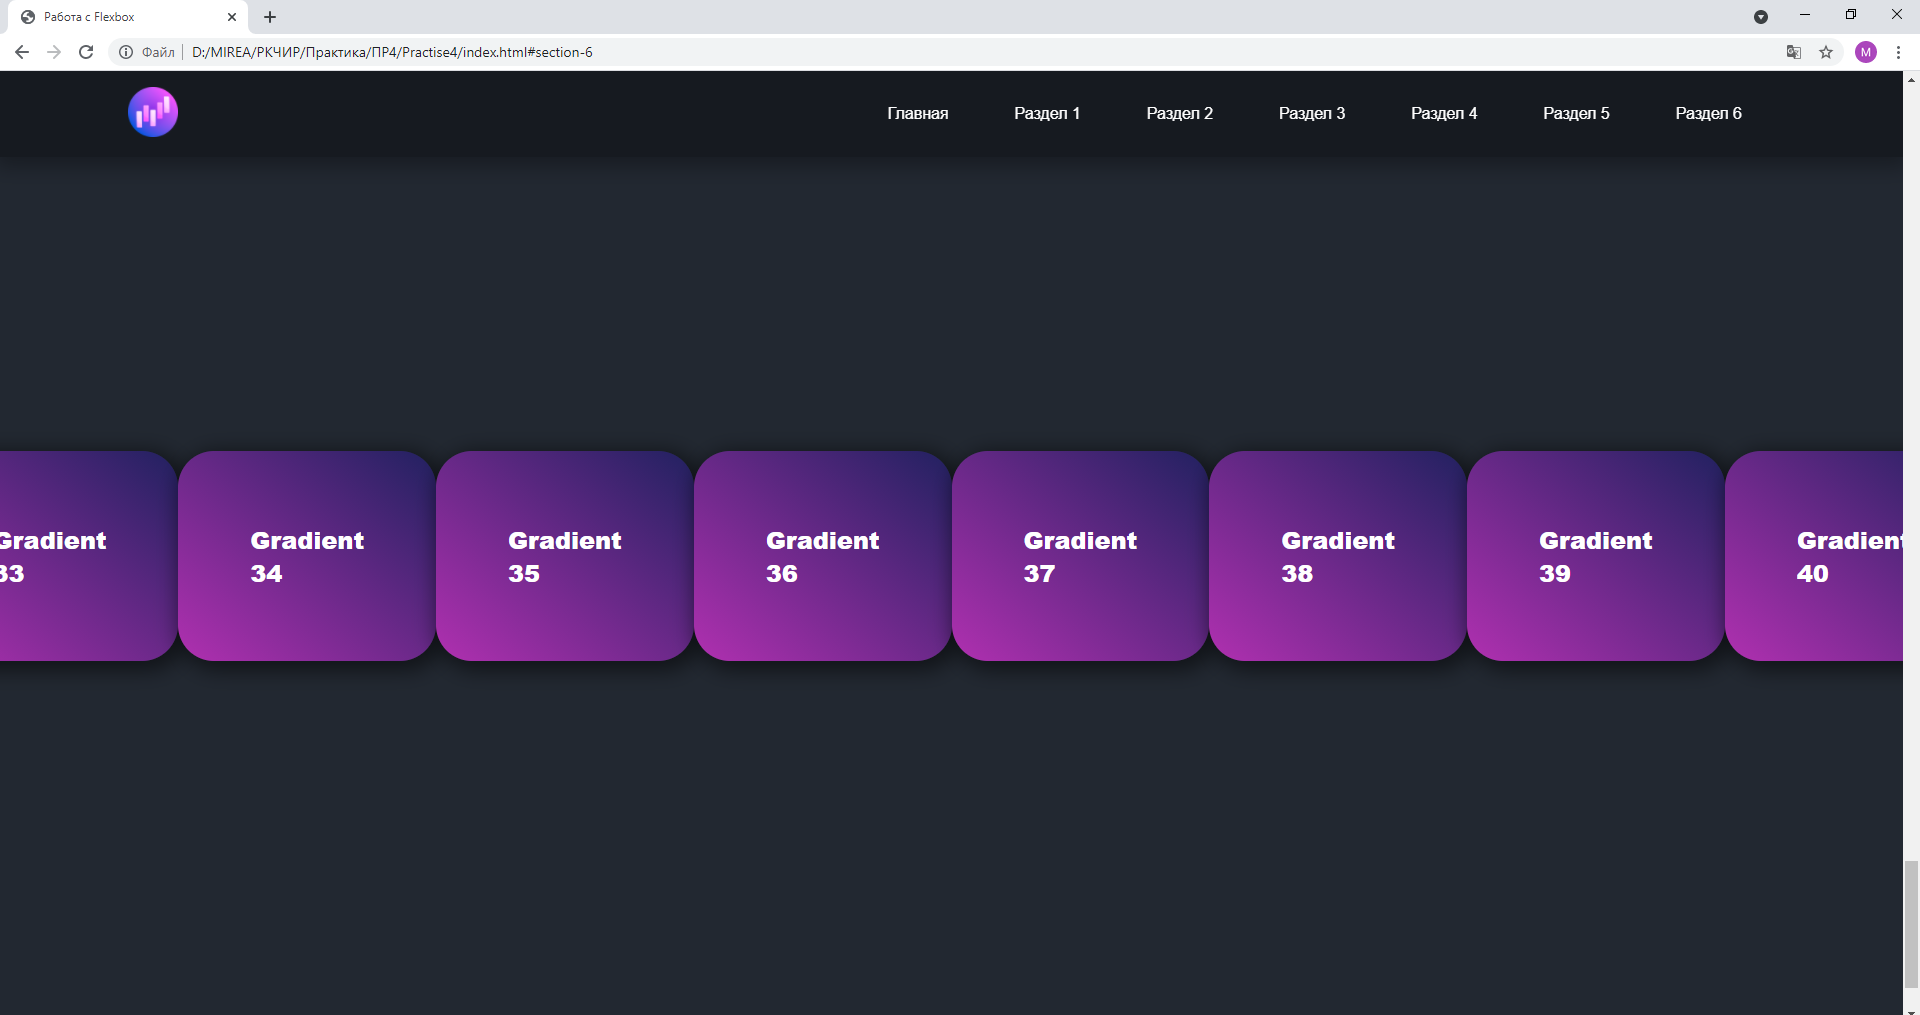 Работа с Flexbox
Файл D:/MIREA/РКЧИР/Практика/ПР4/Practise4/index.html#section-6
M
Главная Раздел 1 Раздел 2 Раздел 3 Раздел 4 Раздел 5 Раздел 6
Gradient
33
Gradient
34
Gradient
35
Gradient
36
Gradient
37
Gradient
38
Gradient
39
Gradient
40